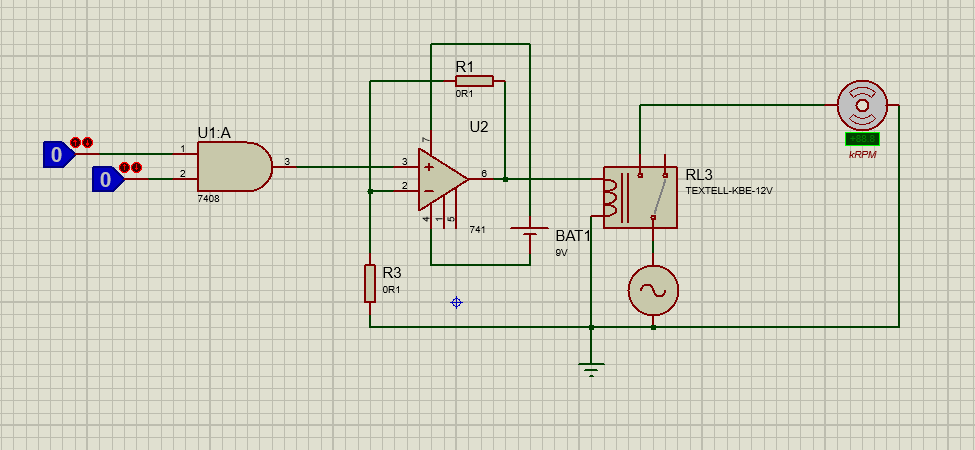 R1
0R1
U2
U1:A
0
0
1
2
3
7408
3
2
6
7
4
1
5
741
BAT1
9V
R3
0R1
RL3
TEXTELL-KBE-12V
kRPM